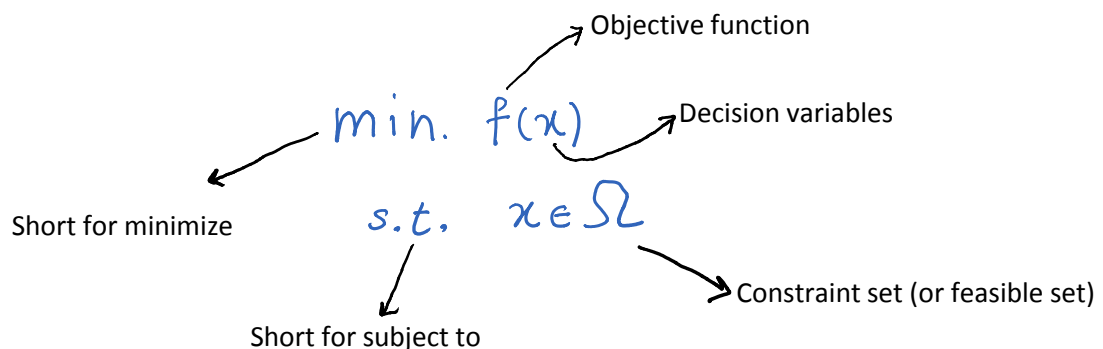 Objective function
min. f(x)
Decision variables
Short for minimize
s.t. x ∈ Ω
Constraint set (or feasible set)
Short for subject to